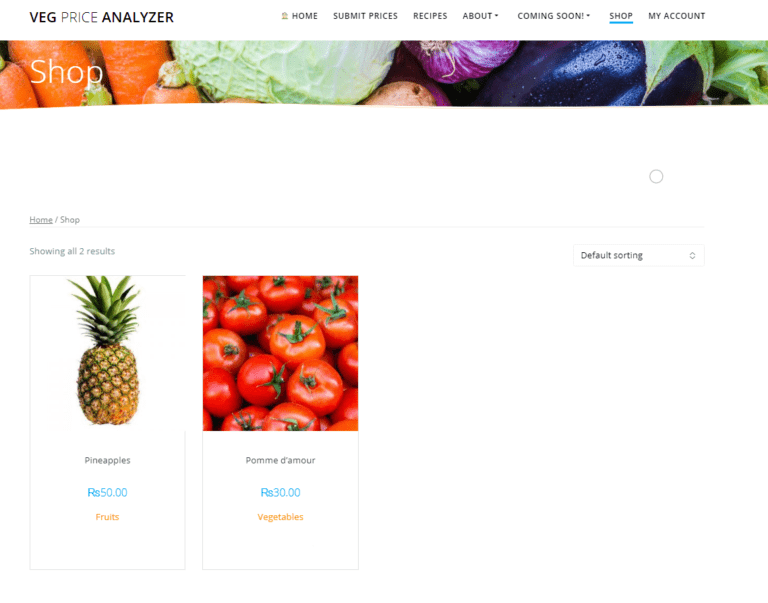 VEG PRICE ANALYZER
HOME SUBMIT PRICES RECIPES ABOUT COMING SOON! SHOP MY ACCOUNT
Shop
Home / Shop
Showing all 2 results
Default sorting
Pineapples
₨50.00
Fruits
Pomme d'amour
₨30.00
Vegetables